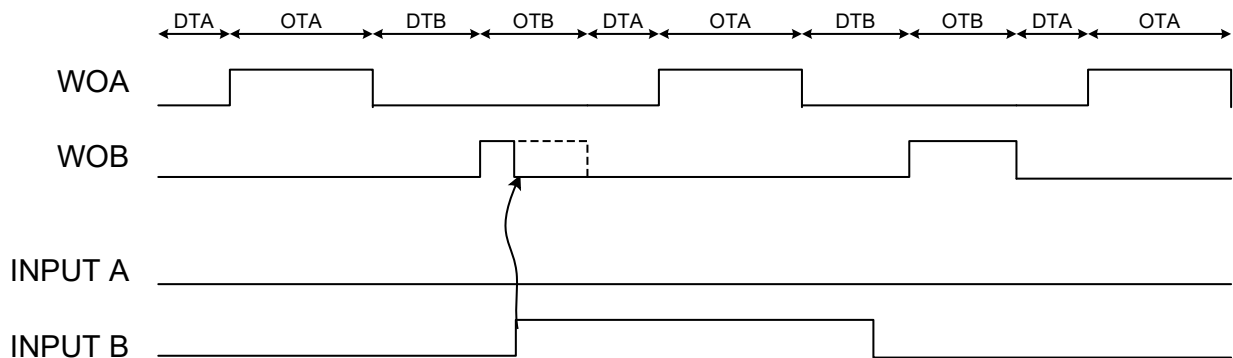 DTA OTA DTB OTB DTA OTA DTB OTB DTA OTA
WOA
WOB
INPUT A
INPUT B